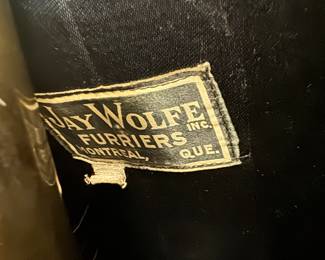 JAY WOLFE INC.
FURRIERS
MONTREAL, QUE.